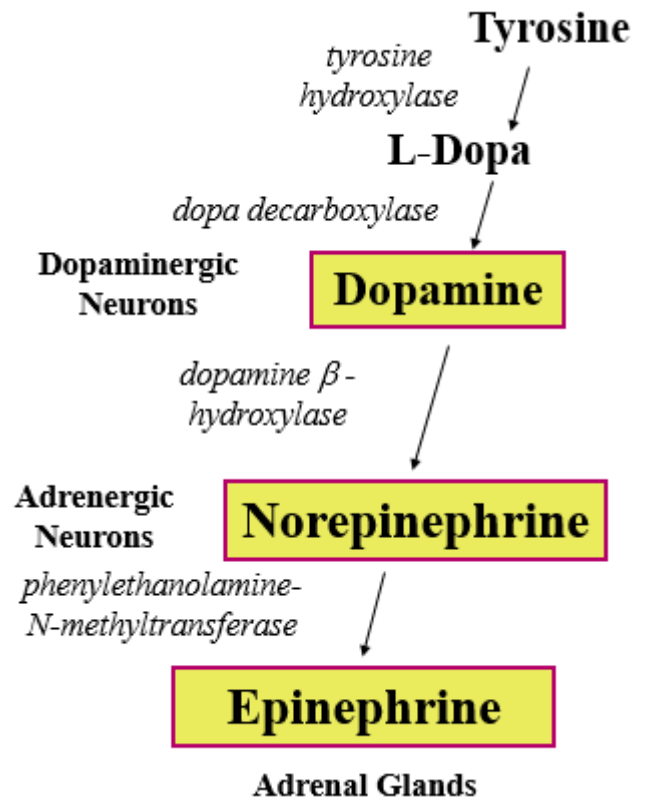 Tyrosine
tyrosine
hydroxylase
L-Dopa
dopa decarboxylase
Dopaminergic
Neurons
Dopamine
dopamine β -
hydroxylase
Adrenergic
Neurons
Norepinephrine
phenylethanolamine-
N-methyltransferase
Epinephrine
Adrenal Glands